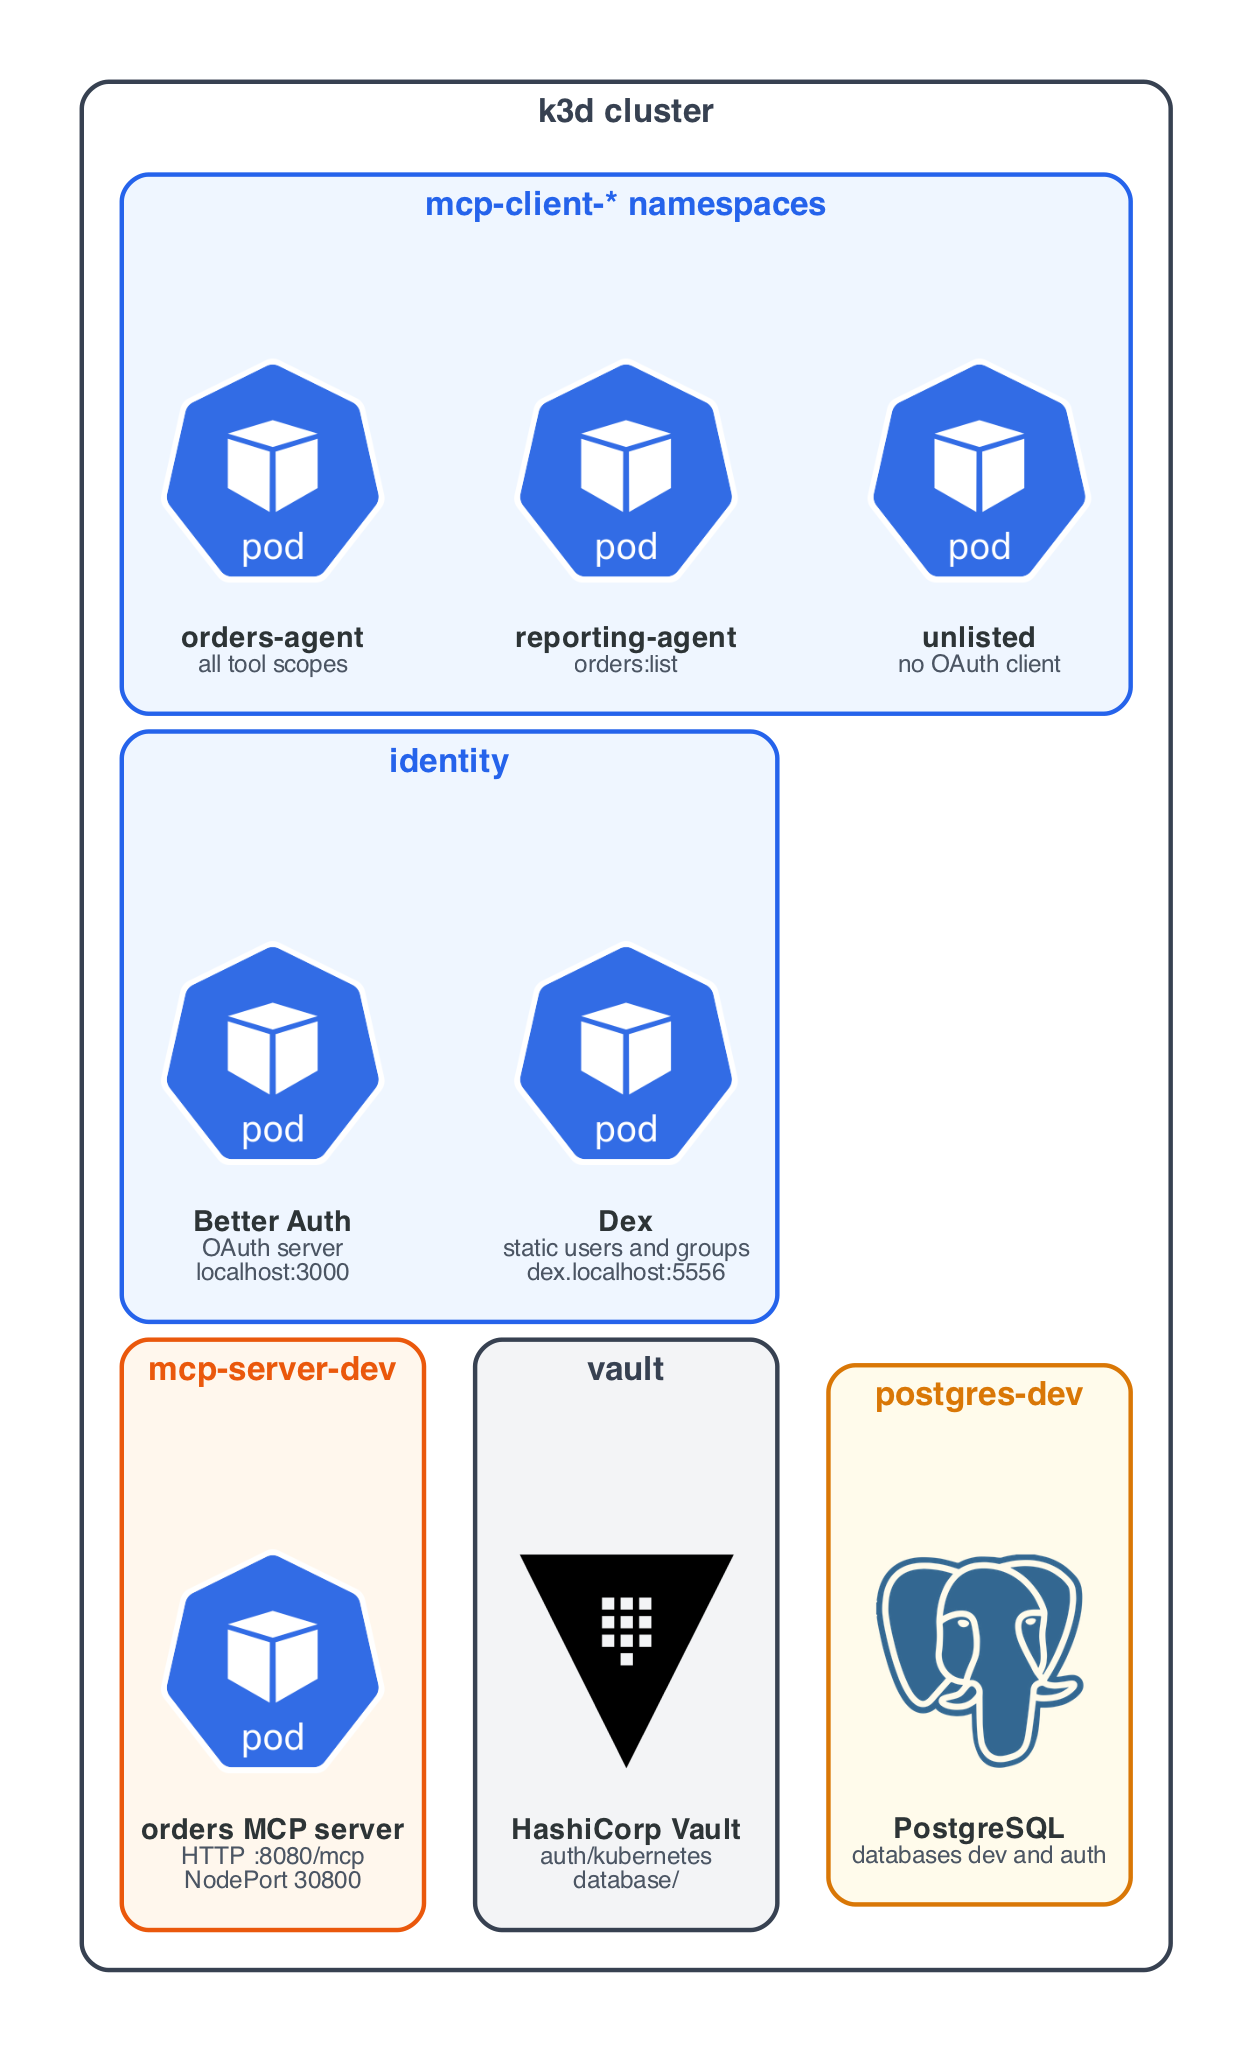 k3d cluster
mcp-client-* namespaces
pod
pod
pod
orders-agent
all tool scopes
reporting-agent
orders:list
unlisted
no OAuth client
identity
pod
pod
Better Auth
OAuth server
localhost:3000
Dex
static users and groups
dex.localhost:5556
mcp-server-dev
pod
orders MCP server
HTTP :8080/mcp
NodePort 30800
vault
HashiCorp Vault
auth/kubernetes
database/
postgres-dev
PostgreSQL
databases dev and auth